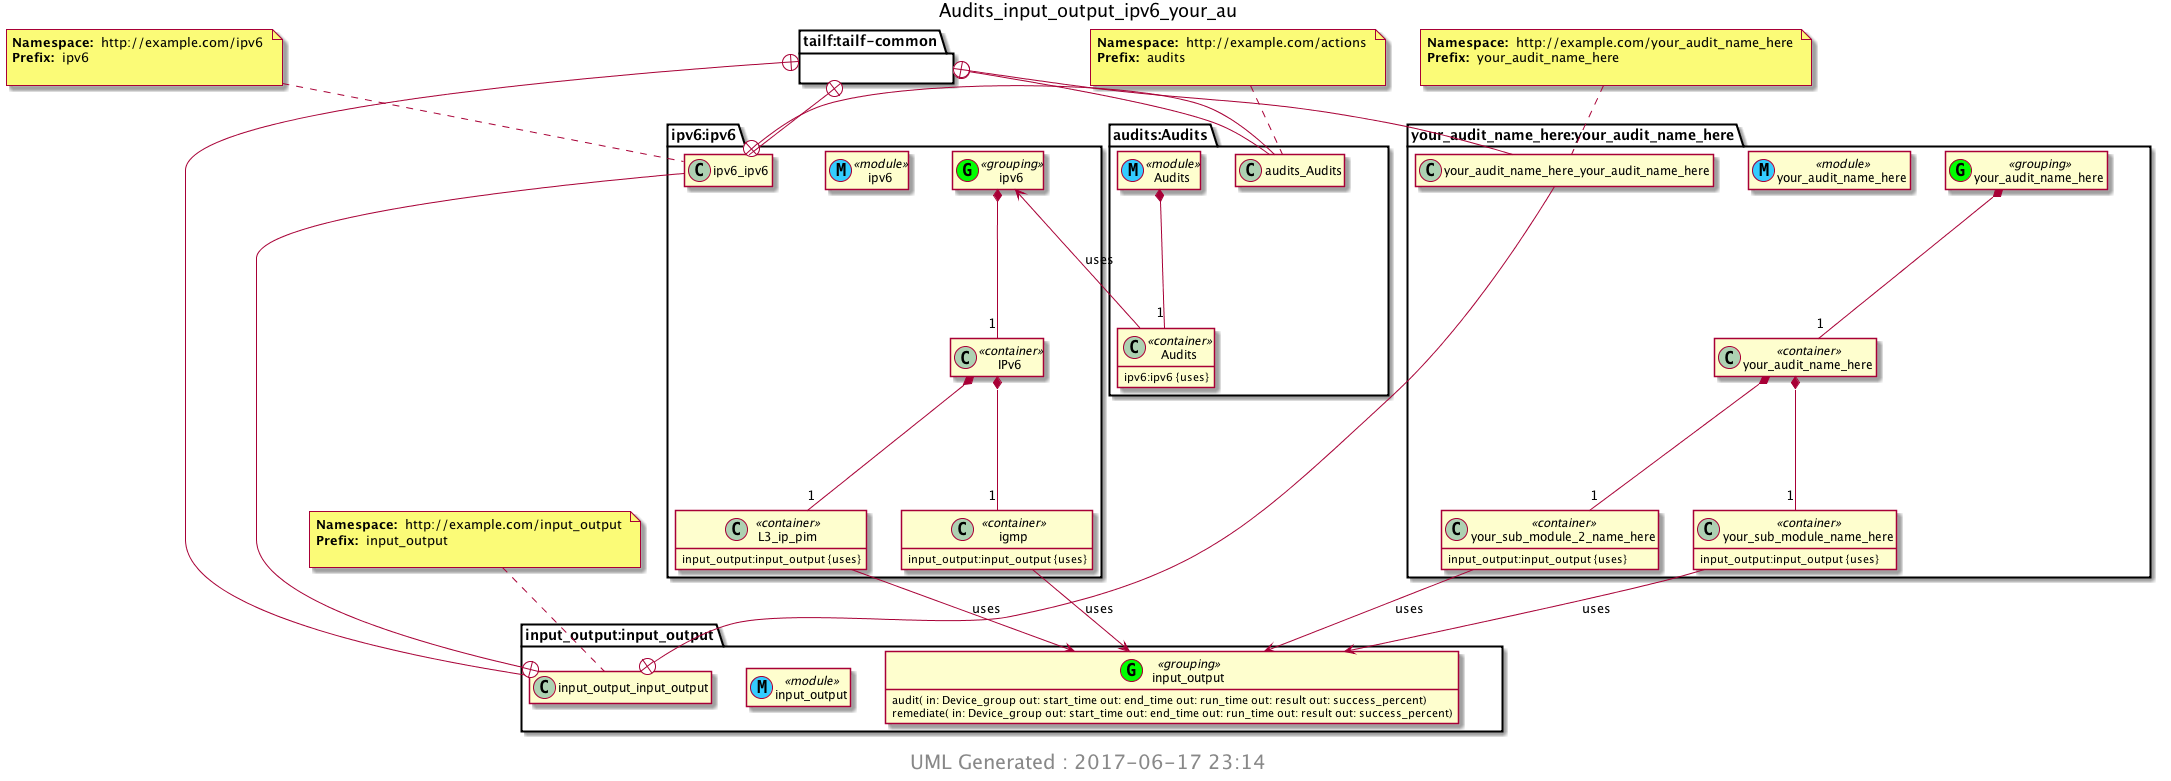 Audits_input_output_ipv6_your_au
Namespace: http://example.com/ipv6
Prefix: ipv6
tailf:tailf-common
Namespace: http://example.com/actions
Prefix: audits
Namespace: http://example.com/your_audit_name_here
Prefix: your_audit_name_here
ipv6:ipv6
C ipv6_ipv6
M «module»
ipv6
G «grouping»
ipv6
audits:Audits
M «module»
Audits
C audits_Audits
your_audit_name_here:your_audit_name_here
C your_audit_name_here_your_audit_name_here
M «module»
your_audit_name_here
G «grouping»
your_audit_name_here
uses
1
1
1
C «container»
IPv6
C «container»
Audits
ipv6:ipv6 {uses}
C «container»
your_audit_name_here
1
1
1
1
Namespace: http://example.com/input_output
Prefix: input_output
C «container»
L3_ip_pim
input_output:input_output {uses}
C «container»
igmp
input_output:input_output {uses}
C «container»
your_sub_module_2_name_here
input_output:input_output {uses}
C «container»
your_sub_module_name_here
input_output:input_output {uses}
uses
uses
uses
uses
input_output:input_output
C input_output_input_output
M «module»
input_output
G «grouping»
input_output
audit( in: Device_group out: start_time out: end_time out: run_time out: result out: success_percent)
remediate( in: Device_group out: start_time out: end_time out: run_time out: result out: success_percent)
UML Generated : 2017-06-17 23:14